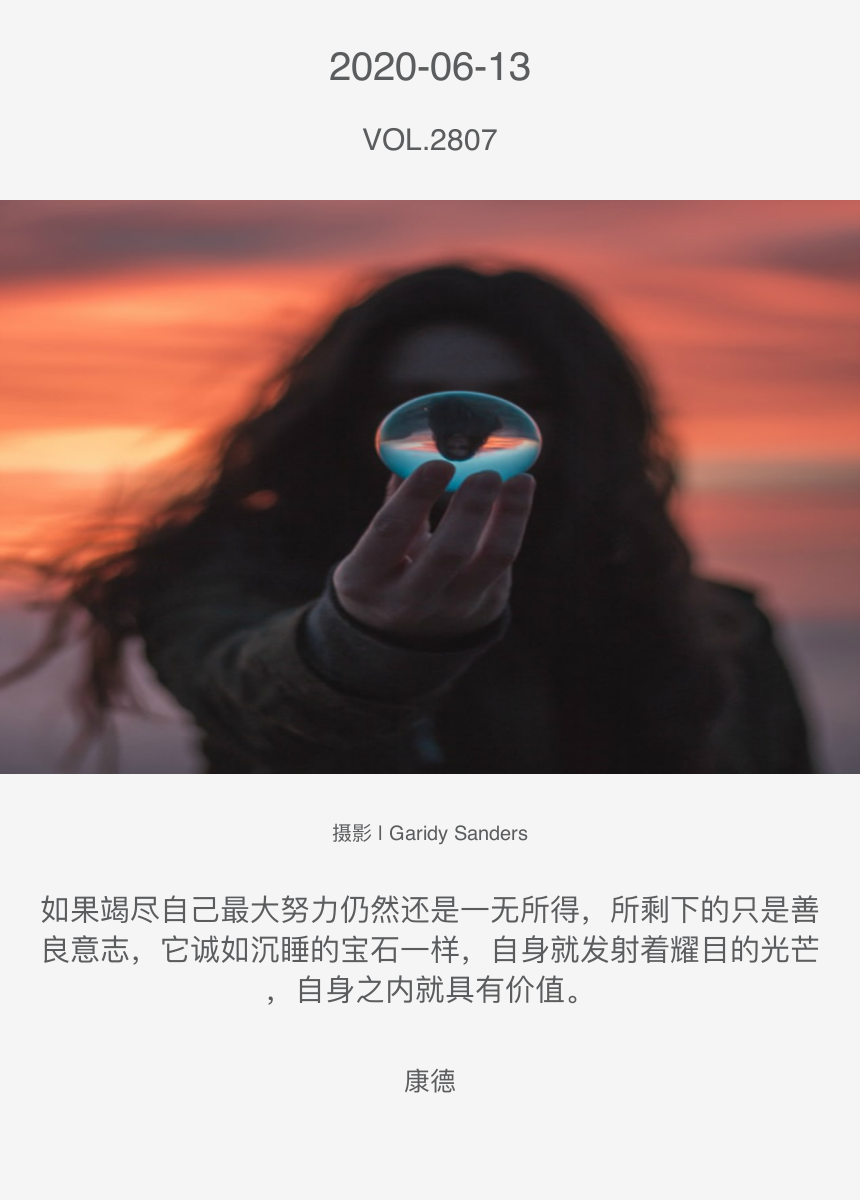 2020-06-13
VOL.2807
摄影 l Garidy Sanders
如果竭尽自己最大努力仍然还是一无所得，所剩下的只是善
良意志，它诚如沉睡的宝石一样，自身就发射着耀目的光芒
，自身之内就具有价值。
康德